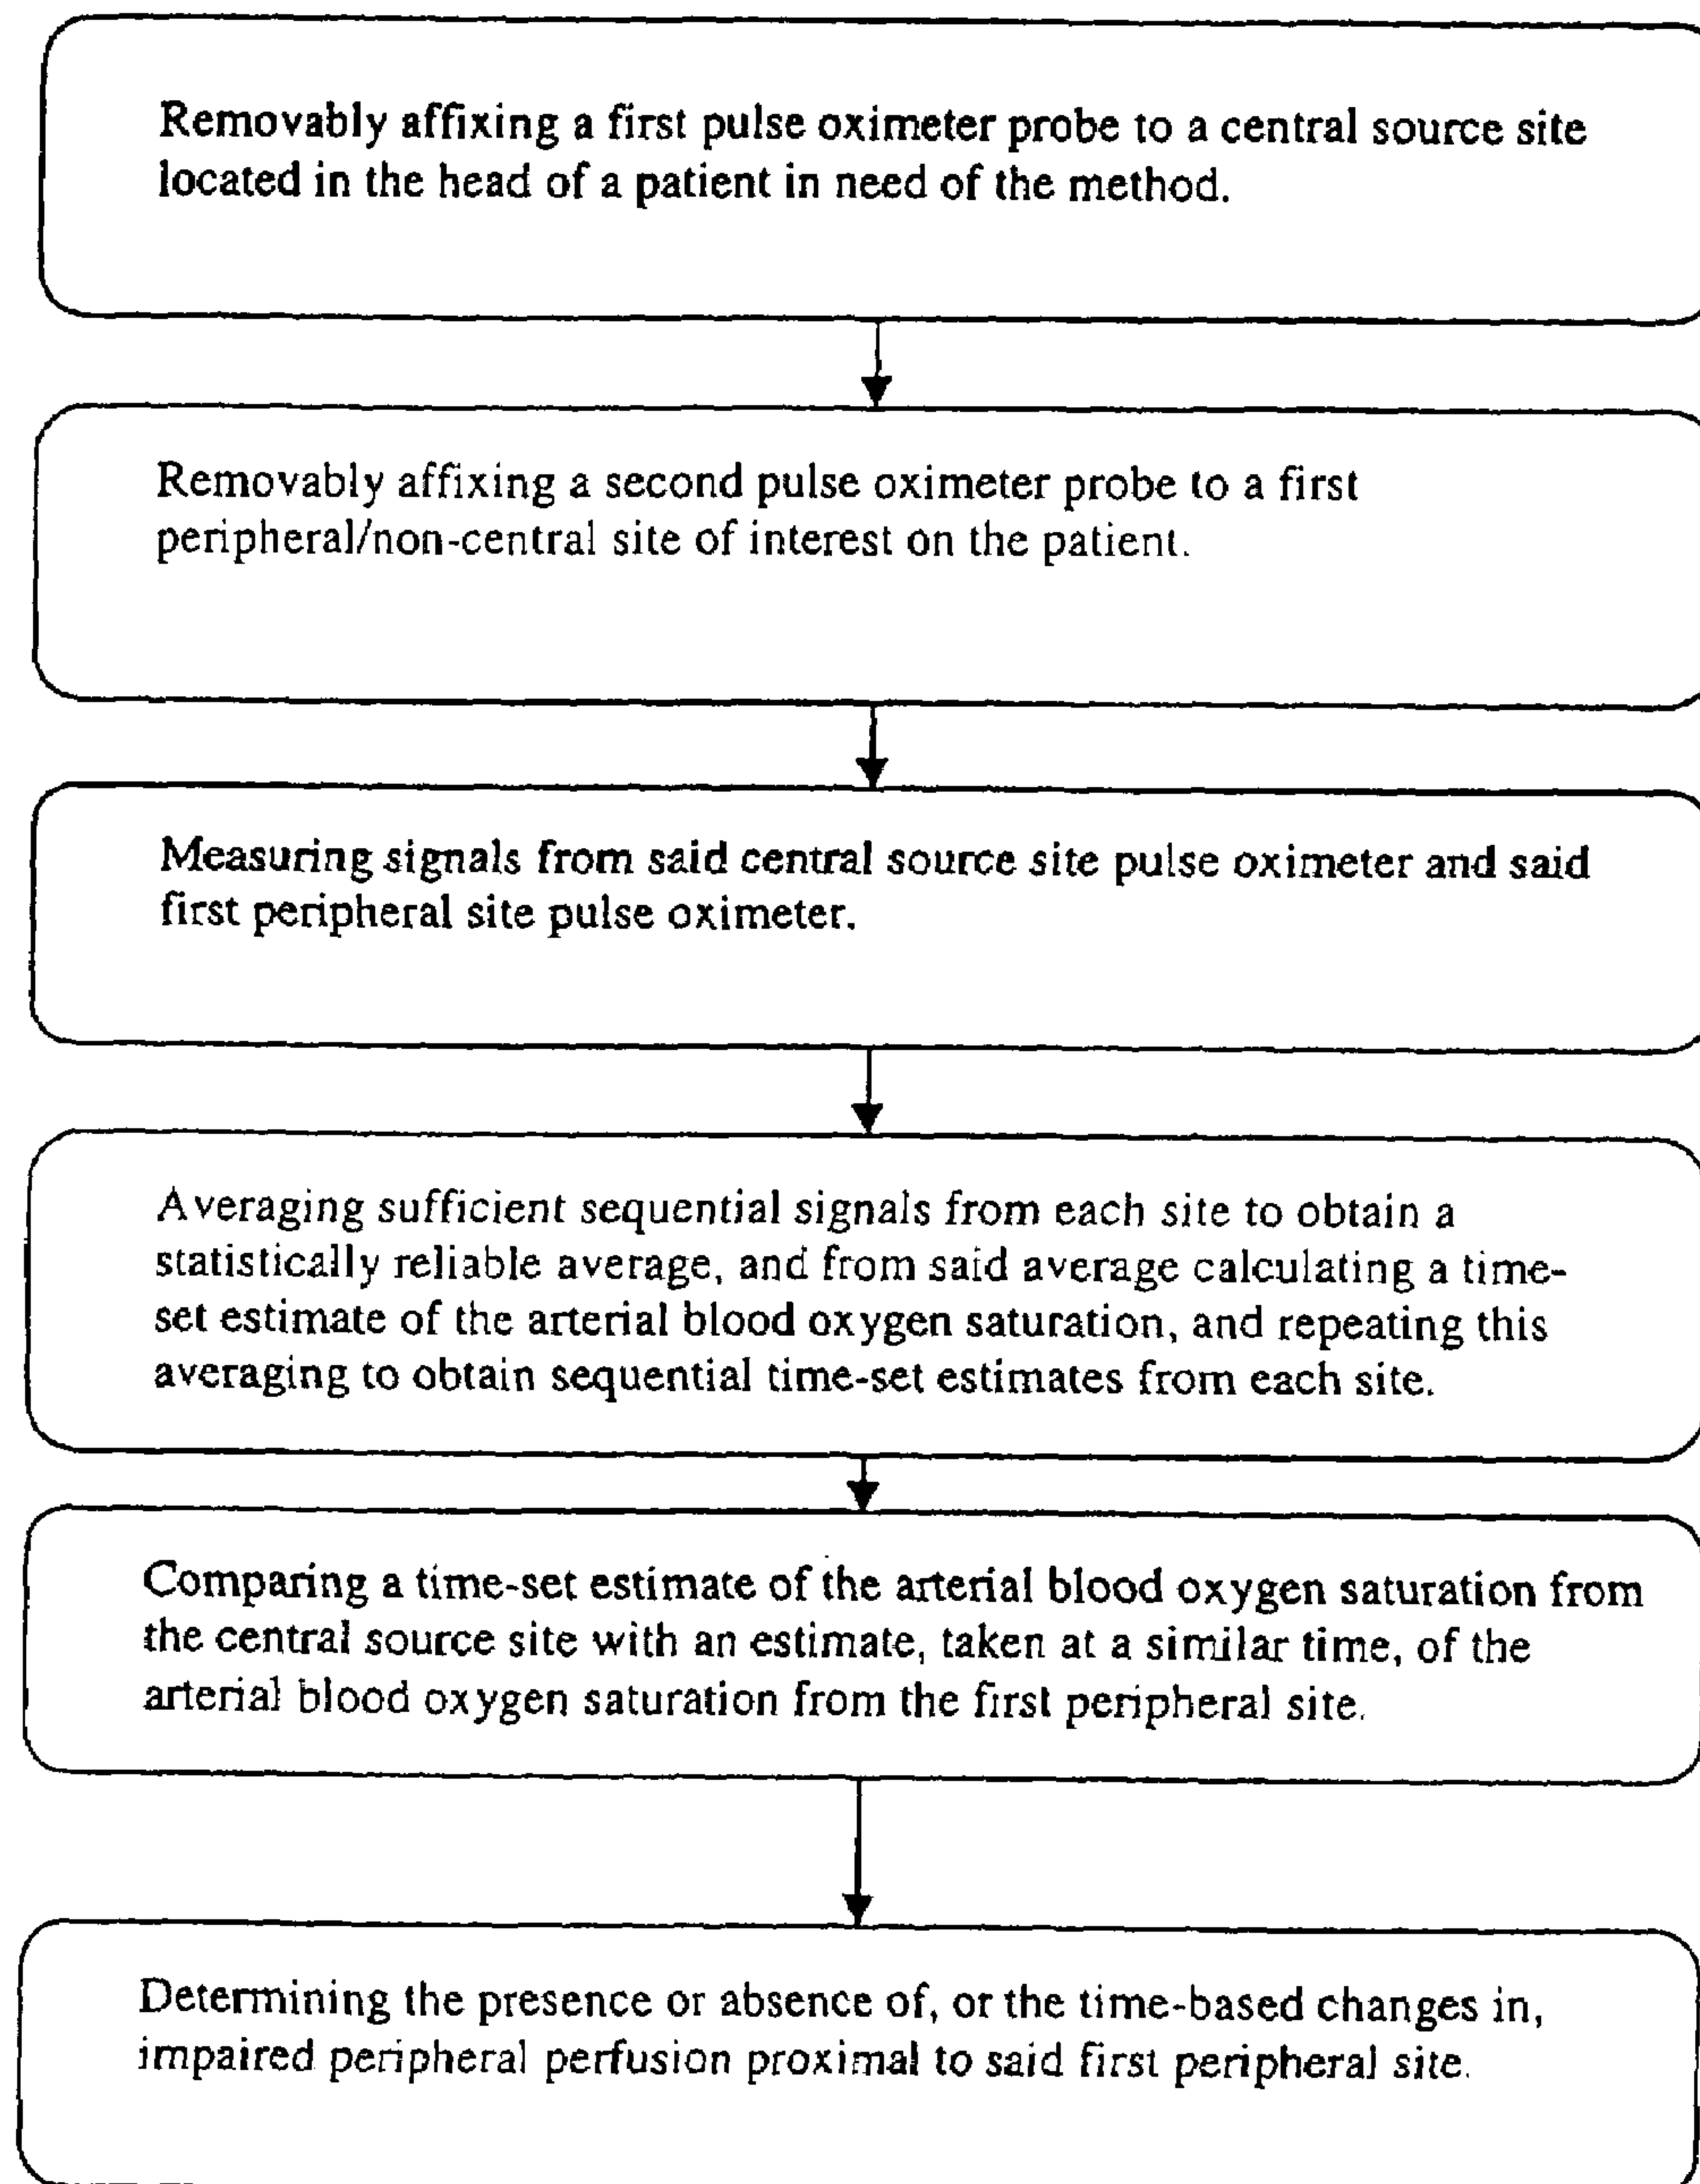 Removably affixing a first pulse oximeter probe to a central source site
located in the head of a patient in need of the method.
Removably affixing a second pulse oximeter probe to a first
peripheral/non-central site of interest on the patient.
Measuring signals from said central source site pulse oximeter and said
first peripheral site pulse oximeter.
Averaging sufficient sequential signals from each site to obtain a
statistically reliable average, and from said average calculating a time-
set estimate of the arterial blood oxygen saturation, and repeating this
averaging to obtain sequential time-set estimates from each site.
Comparing a time-set estimate of the arterial blood oxygen saturation from
the central source site with an estimate, taken at a similar time, of the
arterial blood oxygen saturation from the first peripheral site.
Determining the presence or absence of, or the time-based changes in,
impaired peripheral perfusion proximal to said first peripheral site.